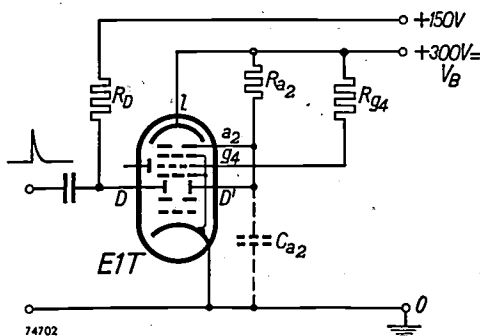 +150V
+300V=
V_B
R_D
l
R_a2
R_g4
a_2
g_4
D
D'
C_a2
E1T
0
74702